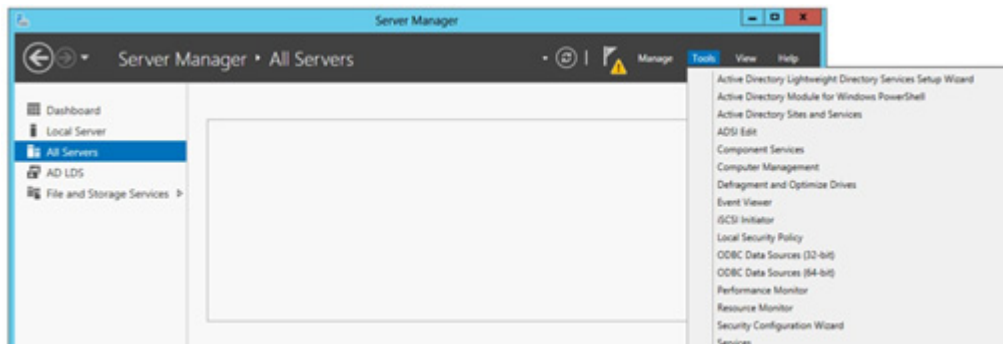 Server Manager
Server Manager • All Servers
Manage Tools View Help
Dashboard
Local Server
All Servers
AD LDS
File and Storage Services
Active Directory Lightweight Directory Services Setup Wizard
Active Directory Module for Windows PowerShell
Active Directory Sites and Services
ADSI Edit
Component Services
Computer Management
Defragment and Optimize Drives
Event Viewer
iSCSI Initiator
Local Security Policy
ODBC Data Sources (32-bit)
ODBC Data Sources (64-bit)
Performance Monitor
Resource Monitor
Security Configuration Wizard
Services